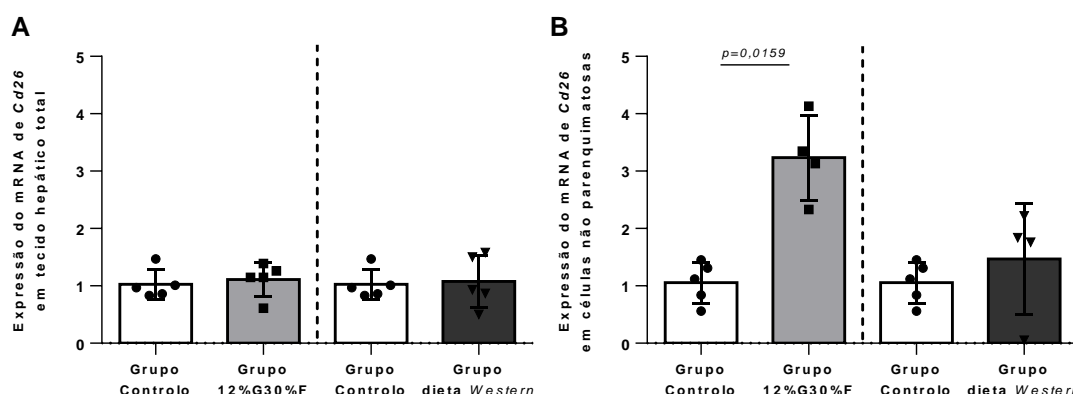 A
Expressão do mRNA de Cd26
em tecido hepático total
5
4
3
2
1
0
Grupo
Controlo
Grupo
12%G30%F
Grupo
Controlo
Grupo
dieta Western
B
Expressão do mRNA de Cd26
em células não parenquimatosas
5
4
3
2
1
0
p=0,0159
Grupo
Controlo
Grupo
12%G30%F
Grupo
Controlo
Grupo
dieta Western